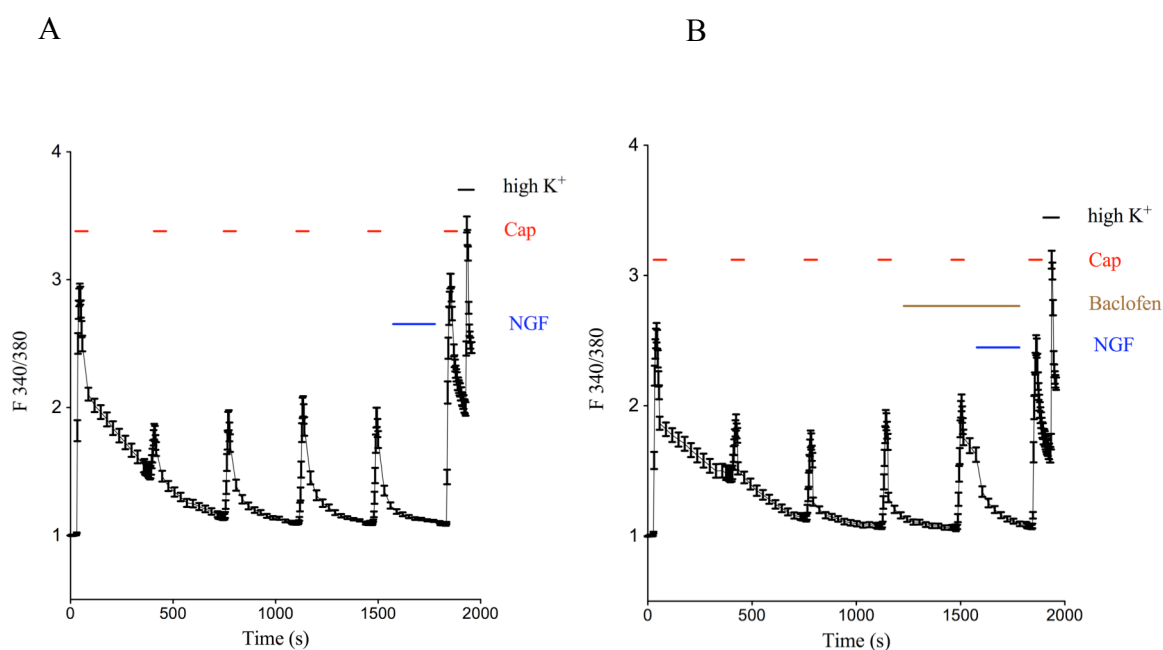 A
4
3
2
1
F 340/380
0
500
1000
1500
2000
Time (s)
high K⁺
Cap
NGF
B
4
3
2
1
F 340/380
0
500
1000
1500
2000
Time (s)
high K⁺
Cap
Baclofen
NGF